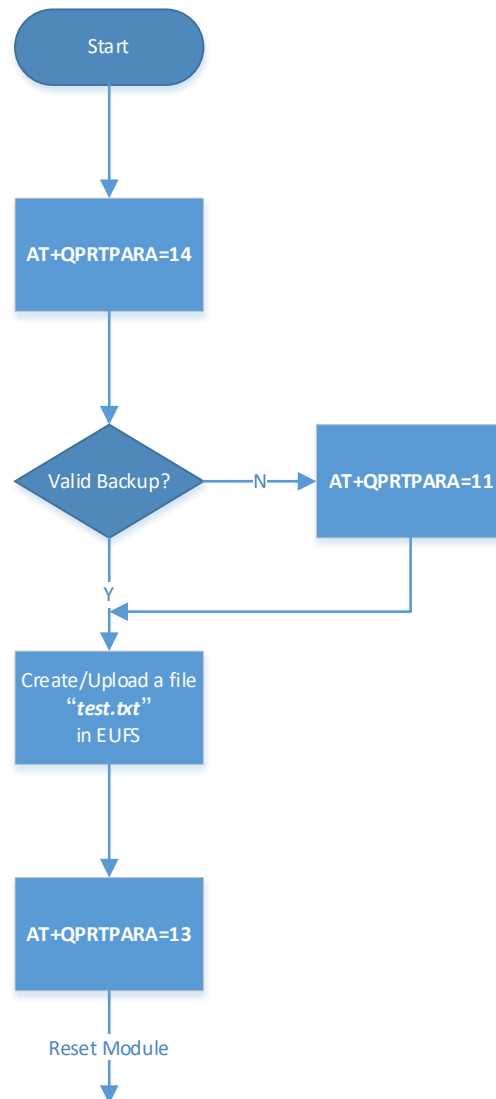 Start
AT+QPRTPARA=14
Valid Backup?
N
AT+QPRTPARA=11
Y
Create/Upload a file
“test.txt”
in EUFS
AT+QPRTPARA=13
Reset Module